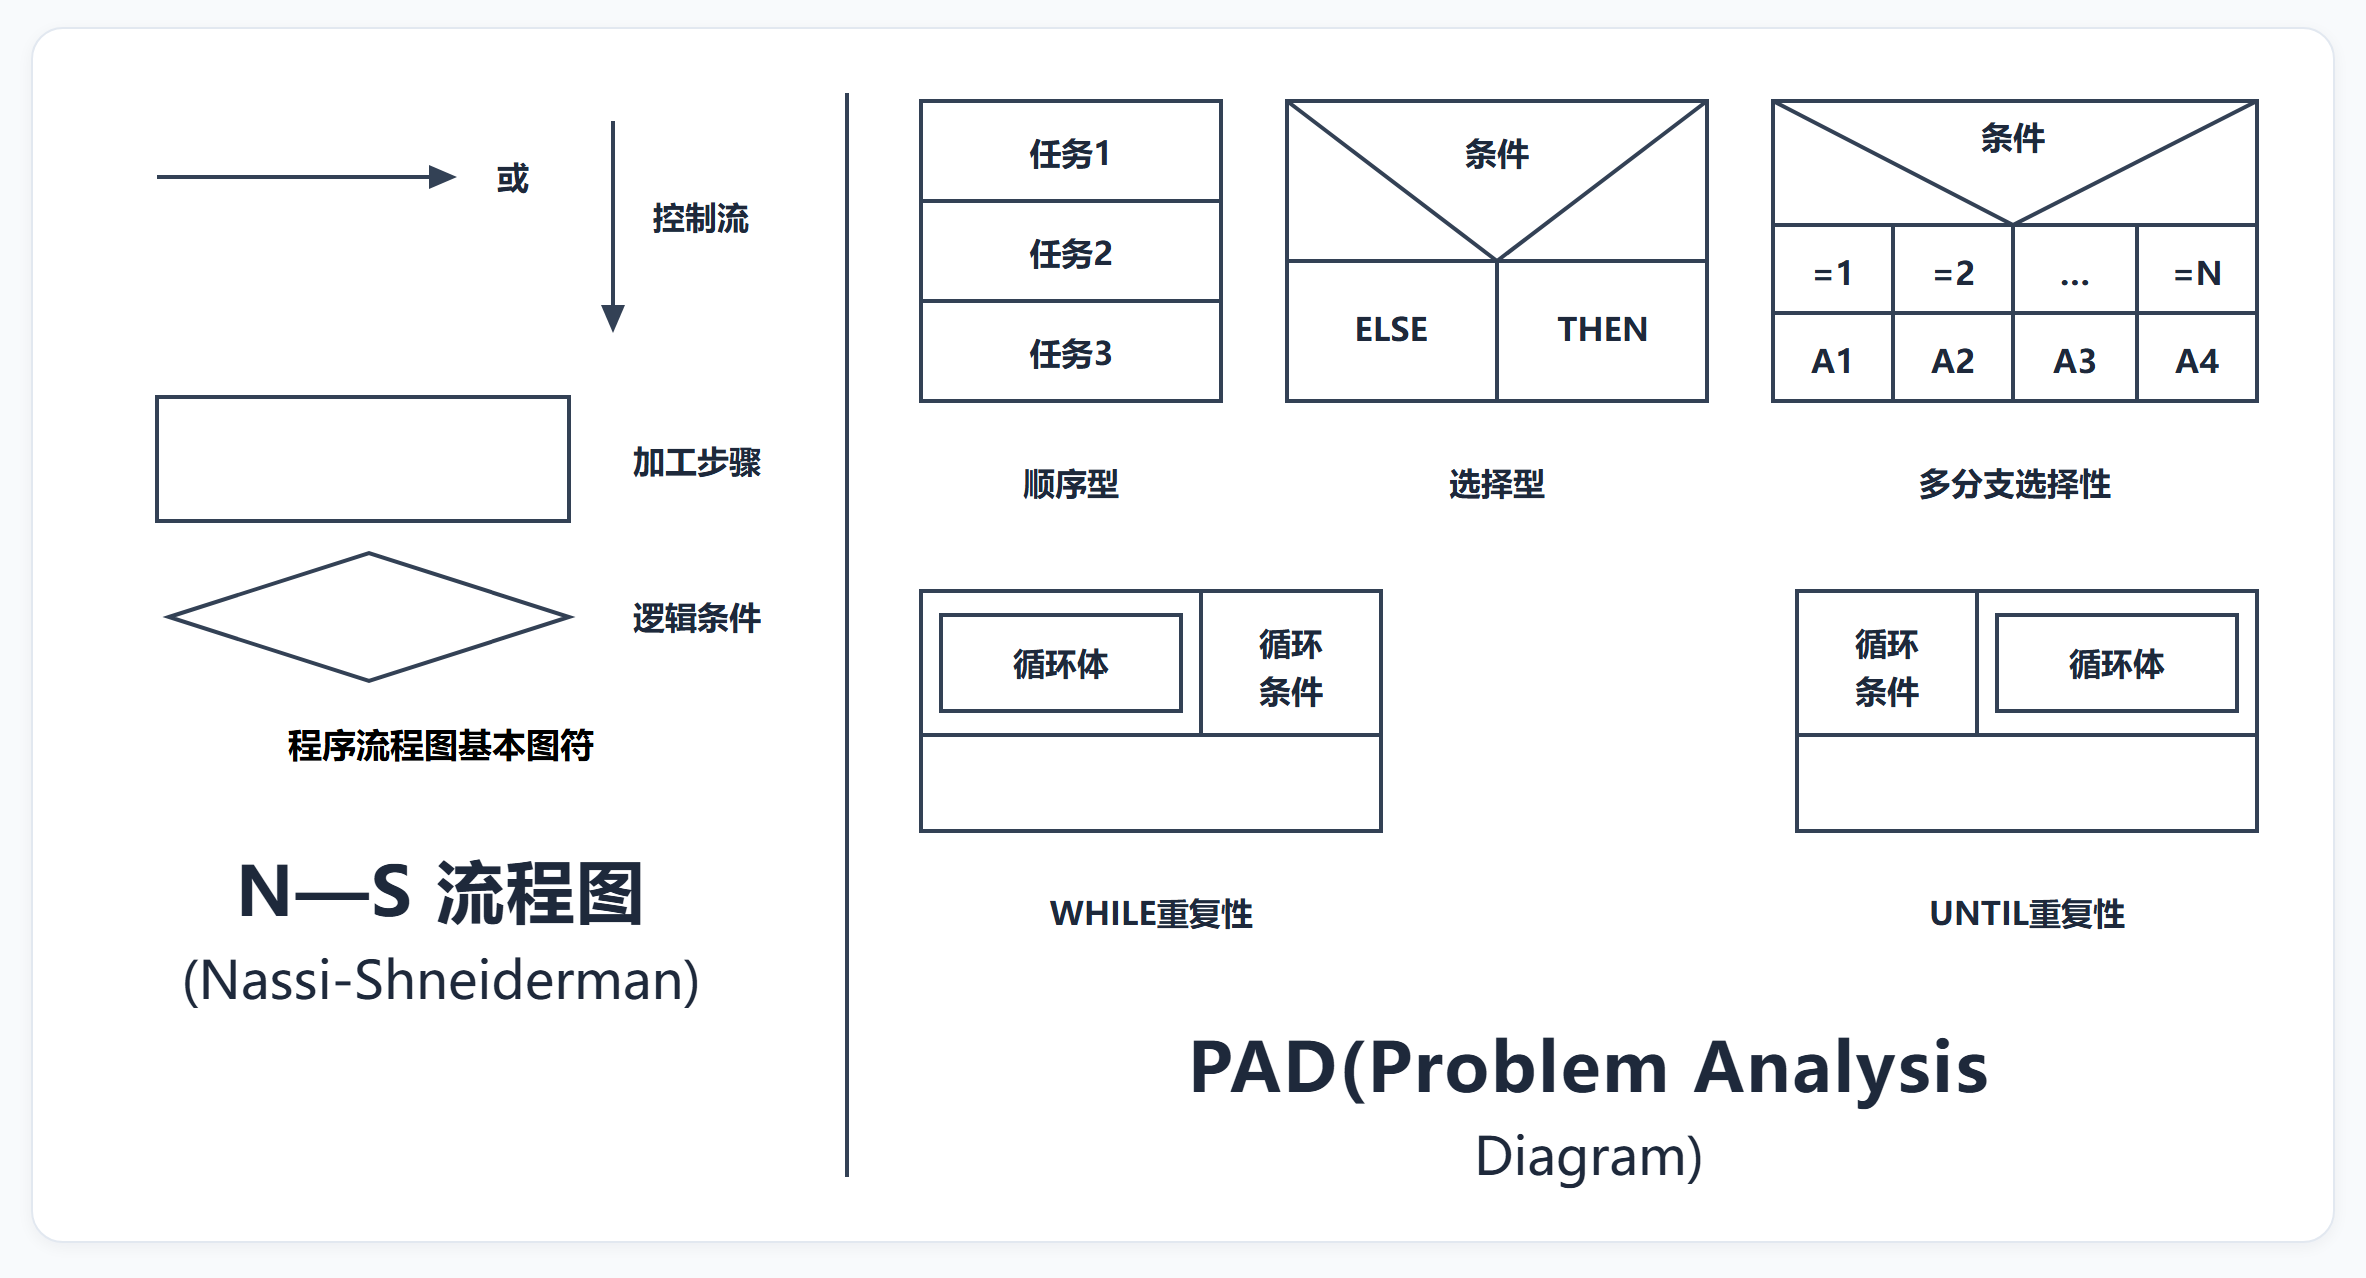 或
控制流
加工步骤
逻辑条件
程序流程图基本图符
N—S 流程图
(Nassi-Shneiderman)
任务1
任务2
任务3
顺序型
条件
ELSE
THEN
选择型
条件
=1
=2
...
=N
A1
A2
A3
A4
多分支选择性
循环体
循环
条件
WHILE重复性
循环
条件
循环体
UNTIL重复性
PAD(Problem Analysis
Diagram)